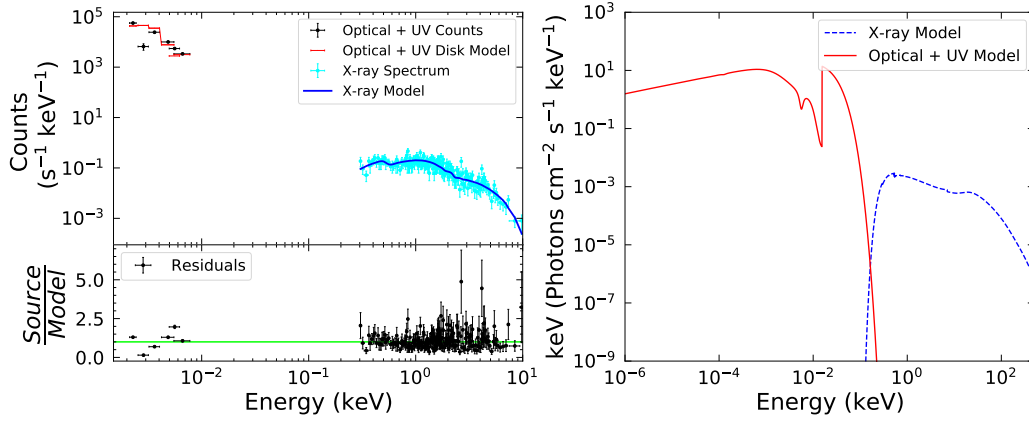 10^5
10^3
10^1
10^-1
10^-3
Counts
(s^-1 keV^-1)
Optical + UV Counts
Optical + UV Disk Model
X-ray Spectrum
X-ray Model
5.0
2.5
0.0
Source
Model
Residuals
10^-2
10^-1
10^0
10^1
Energy (keV)
10^3
10^1
10^-1
10^-3
10^-5
10^-7
10^-9
keV (Photons cm^-2 s^-1 keV^-1)
X-ray Model
Optical + UV Model
10^-6
10^-4
10^-2
10^0
10^2
Energy (keV)